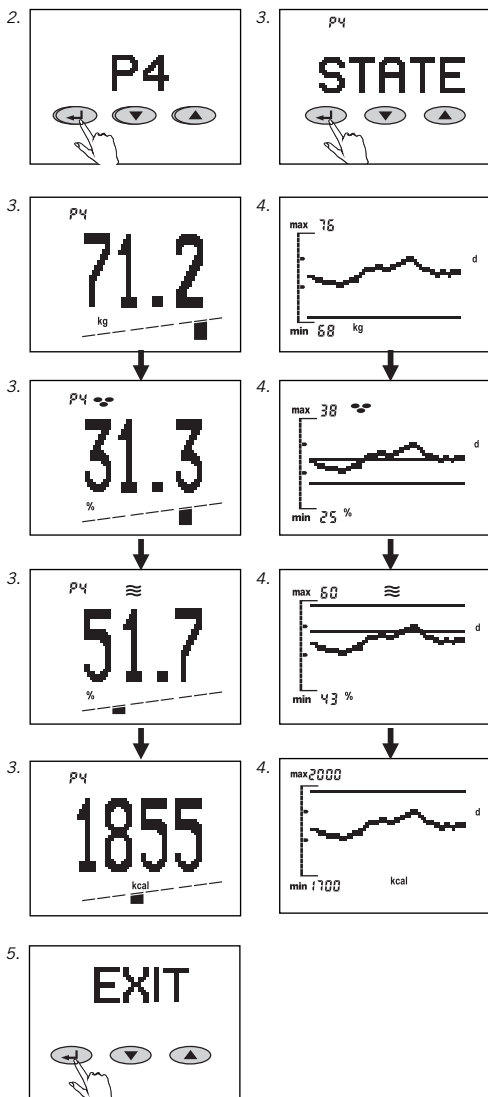 2.
P4
3.
P4
STATE
3.
P4
71.2
kg
4.
max 76
d
min 68 kg
3.
P4
31.3
%
4.
max 38
d
min 25 %
3.
P4
51.7
%
4.
max 60
d
min 43 %
3.
P4
1855
kcal
4.
max 2000
d
min 1700 kcal
5.
EXIT